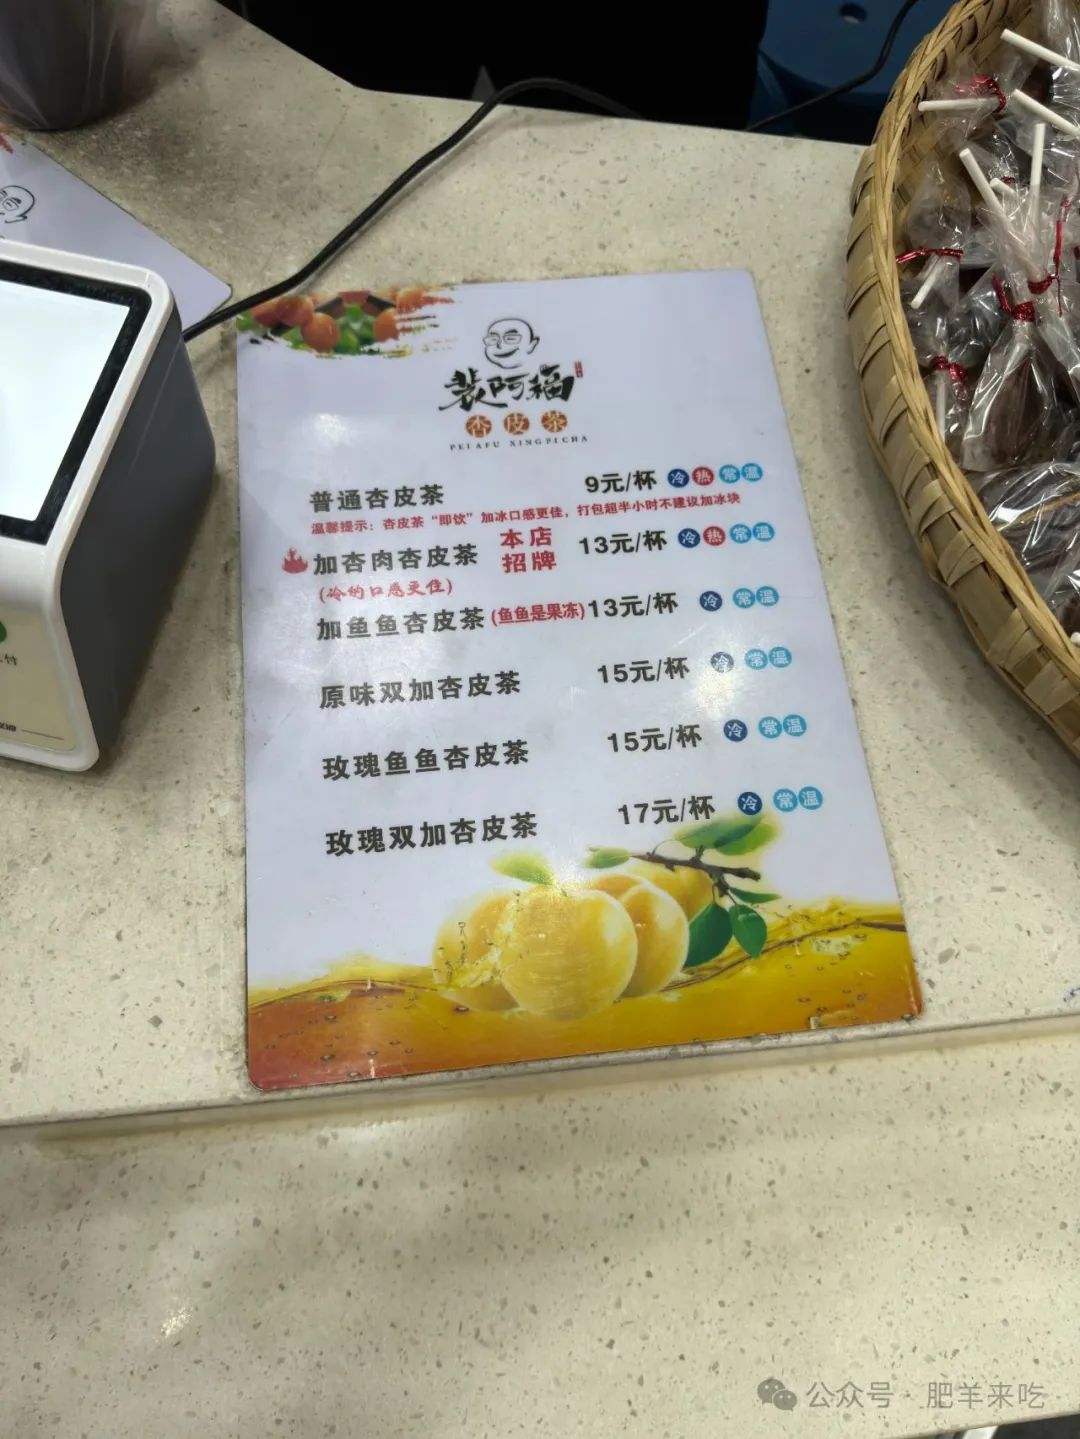 裴阿福
杏皮茶
PEI AFU XINGPICHA
普通杏皮茶 9元/杯 冷 热 常温
温馨提示：杏皮茶“即饮”加冰口感更佳，打包超半小时不建议加冰块
加杏肉杏皮茶 本店招牌 13元/杯 冷 热 常温
(冷的口感更佳)
加鱼鱼杏皮茶 (鱼鱼是果冻) 13元/杯 冷 常温
原味双加杏皮茶 15元/杯 冷 常温
玫瑰鱼鱼杏皮茶 15元/杯 冷 常温
玫瑰双加杏皮茶 17元/杯 冷 常温
公众号·肥羊来吃